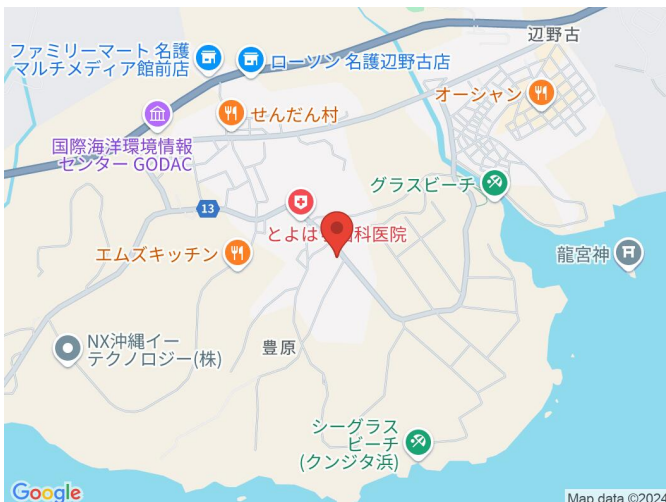 辺野古
ファミリーマート 名護
マルチメディア館前店
ローソン 名護辺野古店
オーシャン
せんだん村
国際海洋環境情報
センター GODAC
グラスビーチ
13
とよはら歯科医院
エムズキッチン
龍宮神
NX沖縄イー
テクノロジー(株)
豊原
シーグラス
ビーチ
(クンジタ浜)
Google
Map data ©2024